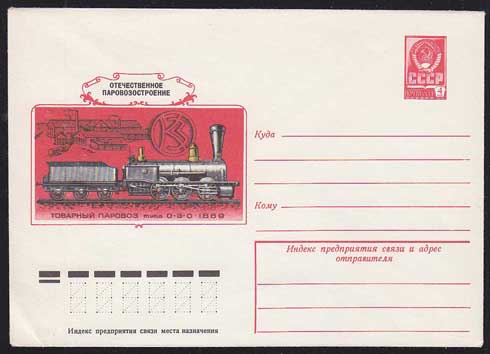 ОТЕЧЕСТВЕННОЕ
ПАРОВОЗОСТРОЕНИЕ
ТОВАРНЫЙ ПАРОВОЗ типа 0-3-0·1869
СССР
4
Куда
Кому
Индекс предприятия связи и адрес
отправителя
Индекс предприятия связи места назначения